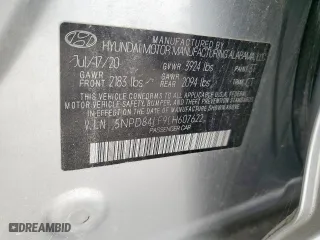 MANUFACTURED BY
HYUNDAI MOTOR MANUFACTURING ALABAMA, LLC
Jul/17/20 GVWR 3924 lbs
GAWR GAWR
FRONT 2183 lbs REAR 2094 lbs
THIS VEHICLE CONFORMS TO ALL APPLICABLE FEDERAL
MOTOR VEHICLE SAFETY, BUMPER, AND THEFT PREVENTION STANDARDS
IN EFFECT ON THE DATE OF MANUFACTURE SHOWN ABOVE.
V.I.N 5NPD84LF9LH607622
PASSENGER CAR